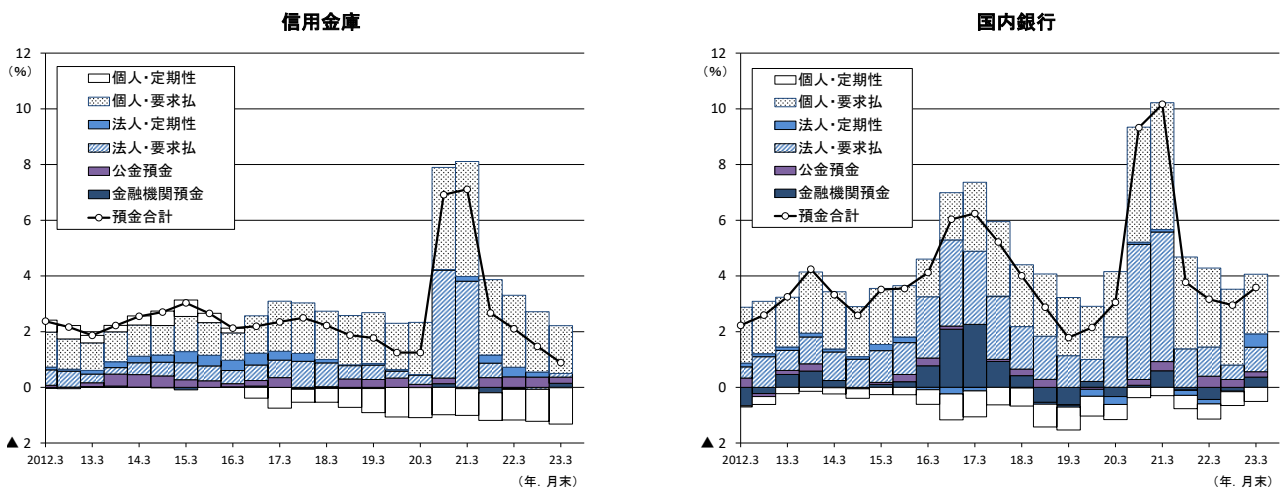 信用金庫
12
(%)
10
8
6
4
2
0
▲ 2
個人・定期性
個人・要求払
法人・定期性
法人・要求払
公金預金
金融機関預金
預金合計
2012.3 13.3 14.3 15.3 16.3 17.3 18.3 19.3 20.3 21.3 22.3 23.3
(年. 月末)
国内銀行
12
(%)
10
8
6
4
2
0
▲ 2
個人・定期性
個人・要求払
法人・定期性
法人・要求払
公金預金
金融機関預金
預金合計
2012.3 13.3 14.3 15.3 16.3 17.3 18.3 19.3 20.3 21.3 22.3 23.3
(年. 月末)